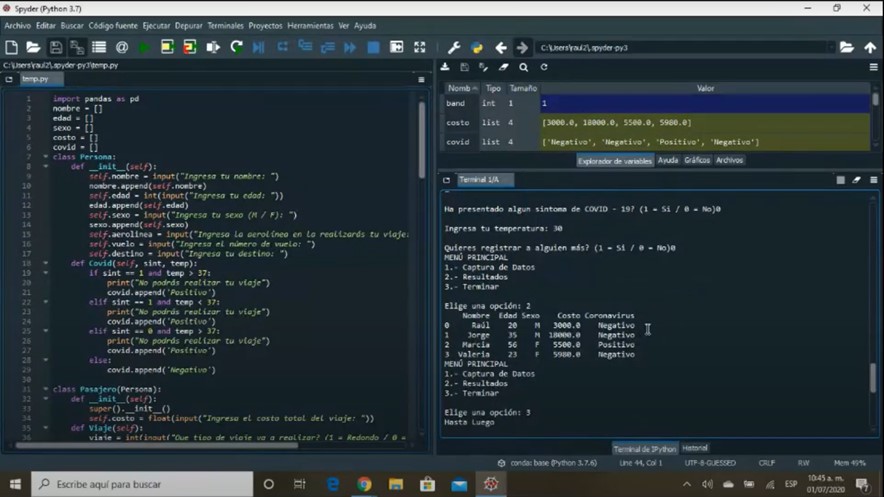 Spyder (Python 3.7)
Archivo Editar Buscar Código fuente Ejecutar Depurar Terminales Proyectos Herramientas Ver Ayuda
C:\Users\raul2\.spyder-py3
C:\Users\raul2\.spyder-py3\temp.py
temp.py
1 import pandas as pd
2 nombre = []
3 edad = []
4 sexo = []
5 costo = []
6 covid = []
7 class Persona:
8 def __init__(self):
9 self.nombre = input("Ingresa tu nombre: ")
10 nombre.append(self.nombre)
11 self.edad = int(input("Ingresa tu edad: "))
12 edad.append(self.edad)
13 self.sexo = input("Ingresa tu sexo (M / F): ")
14 sexo.append(self.sexo)
15 self.aerolinea = input("Ingresa la aerolínea en la realizarás tu viaje:
16 self.vuelo = input("Ingresa el número de vuelo: ")
17 self.destino = input("Ingresa tu destino: ")
18 def Covid(self, sint, temp):
19 if sint == 1 and temp > 37:
20 print("No podrás realizar tu viaje")
21 covid.append('Positivo')
22 elif sint == 1 and temp < 37:
23 print("No podrás realizar tu viaje")
24 covid.append('Positivo')
25 elif sint == 0 and temp > 37:
26 print("No podrás realizar tu viaje")
27 covid.append('Positivo')
28 else:
29 covid.append('Negativo')
30
31 class Pasajero(Persona):
32 def __init__(self):
33 super().__init__()
34 self.costo = float(input("Ingresa el costo total del viaje: "))
35 def Viaje(self):
36 viaje = int(input("Que tipo de viaje va a realizar? (1 = Redondo / 0 =
Nomb Tipo Tamaño Valor
band int 1 1
costo list 4 [3000.0, 18000.0, 5500.0, 5980.0]
covid list 4 ['Negativo', 'Negativo', 'Positivo', 'Negativo']
Explorador de variables Ayuda Gráficos Archivos
Terminal 1/A
Ha presentado algun sintoma de COVID - 19? (1 = Si / 0 = No)0
Ingresa tu temperatura: 30
Quieres registrar a alguien más? (1 = Si / 0 = No)0
MENÚ PRINCIPAL
1.- Captura de Datos
2.- Resultados
3.- Terminar
Elige una opción: 2
Nombre Edad Sexo Costo Coronavirus
0 Raúl 20 M 3000.0 Negativo
1 Jorge 35 M 18000.0 Negativo
2 Marcia 56 F 5500.0 Positivo
3 Valeria 23 F 5980.0 Negativo
MENÚ PRINCIPAL
1.- Captura de Datos
2.- Resultados
3.- Terminar
Elige una opción: 3
Hasta Luego
Terminal de IPython Historial
conda: base (Python 3.7.6) Line 44, Col 1 UTF-8-GUESSED CRLF RW Mem 49%
Escribe aquí para buscar
ESP
10:45 a. m.
01/07/2020